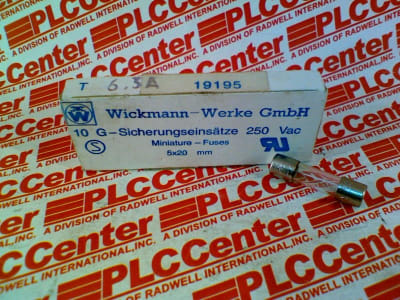 T 6.3A 19195
W Wickmann-Werke GmbH
10 G-Sicherungseinsätze 250 Vac
S Miniature-Fuses
5x20 mm
PLCCenter
A DIVISION OF RADWELL INTERNATIONAL, INC.